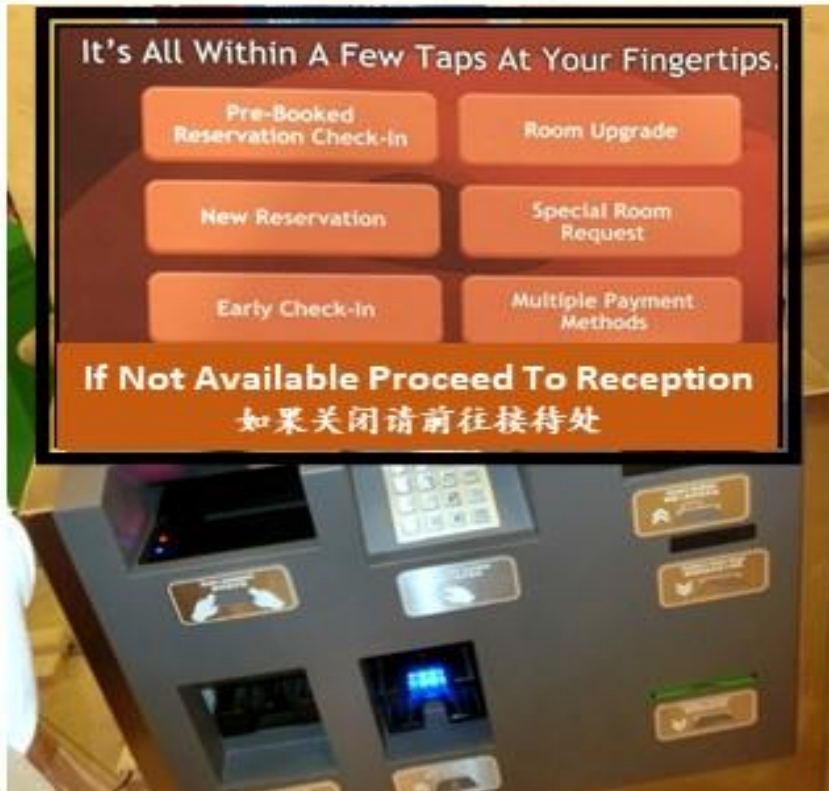 It's All Within A Few Taps At Your Fingertips.
Pre-Booked
Reservation Check-In
Room Upgrade
New Reservation
Special Room
Request
Early Check-In
Multiple Payment
Methods
If Not Available Proceed To Reception
如果关闭请前往接待处